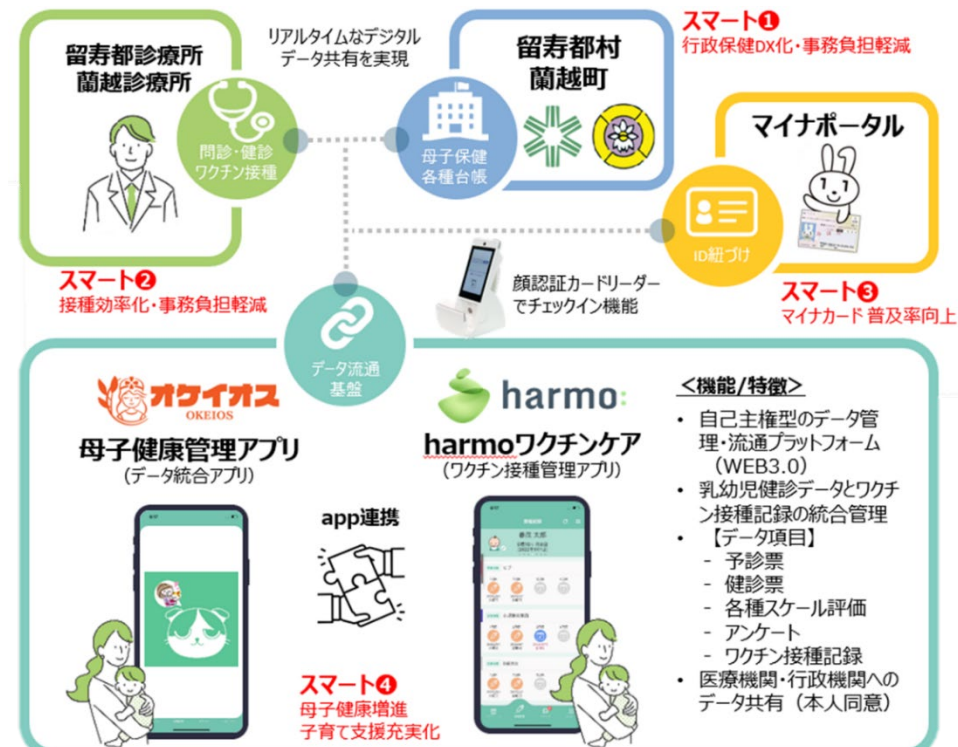 留寿都診療所
蘭越診療所
問診・健診
ワクチン接種
リアルタイムなデジタル
データ共有を実現
留寿都村
蘭越町
母子保健
各種台帳
スマート❶
行政保健DX化・事務負担軽減
マイナポータル
ID紐づけ
スマート❷
接種効率化・事務負担軽減
顔認証カードリーダー
でチェックイン機能
スマート❸
マイナカード 普及率向上
データ流通
基盤
オケイオス
OKEIOS
母子健康管理アプリ
(データ統合アプリ)
harmo:
harmoワクチンケア
(ワクチン接種管理アプリ)
app連携
スマート❹
母子健康増進
子育て支援充実化
<機能/特徴>
• 自己主権型のデータ管
理・流通プラットフォーム
(WEB3.0)
• 乳幼児健診データとワクチ
ン接種記録の統合管理
• 【データ項目】
- 予診票
- 健診票
- 各種スケール評価
- アンケート
- ワクチン接種記録
• 医療機関・行政機関への
データ共有（本人同意）